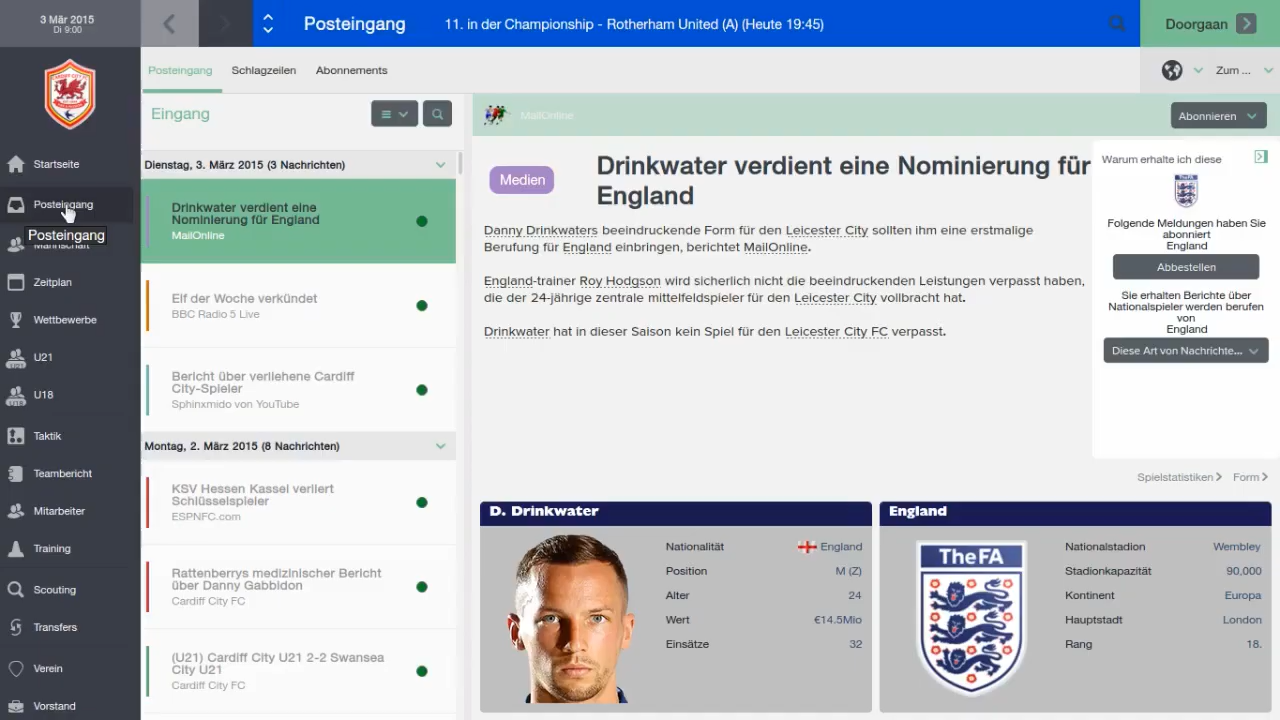 3 Mär 2015
Di 9:00
Posteingang
11. in der Championship - Rotherham United (A) (Heute 19:45)
Doorgaan
Posteingang
Schlagzeilen
Abonnements
Zum ...
Startseite
Posteingang
Posteingang
Mannschaft
Zeitplan
Wettbewerbe
U21
U18
Taktik
Teambericht
Mitarbeiter
Training
Scouting
Transfers
Verein
Vorstand
Eingang
Dienstag, 3. März 2015 (3 Nachrichten)
Drinkwater verdient eine
Nominierung für England
MailOnline
Elf der Woche verkündet
BBC Radio 5 Live
Bericht über verliehene Cardiff
City-Spieler
Sphinxmido von YouTube
Montag, 2. März 2015 (8 Nachrichten)
KSV Hessen Kassel verliert
Schlüsselspieler
ESPNFC.com
Rattenberrys medizinischer Bericht
über Danny Gabbidon
Cardiff City FC
(U21) Cardiff City U21 2-2 Swansea
City U21
Cardiff City FC
MailOnline
Abonnieren
Medien
Drinkwater verdient eine Nominierung für
England
Danny Drinkwaters beeindruckende Form für den Leicester City sollten ihm eine erstmalige
Berufung für England einbringen, berichtet MailOnline.
England-trainer Roy Hodgson wird sicherlich nicht die beeindruckenden Leistungen verpasst haben,
die der 24-jährige zentrale mittelfeldspieler für den Leicester City vollbracht hat.
Drinkwater hat in dieser Saison kein Spiel für den Leicester City FC verpasst.
Warum erhalte ich diese
TheFA
Folgende Meldungen haben Sie
abonniert
England
Abbestellen
Sie erhalten Berichte über
Nationalspieler werden berufen
von
England
Diese Art von Nachrichte...
Spielstatistiken
Form
D. Drinkwater
Nationalität England
Position M (Z)
Alter 24
Wert €14.5Mio
Einsätze 32
England
TheFA
Nationalstadion Wembley
Stadionkapazität 90,000
Kontinent Europa
Hauptstadt London
Rang 18.